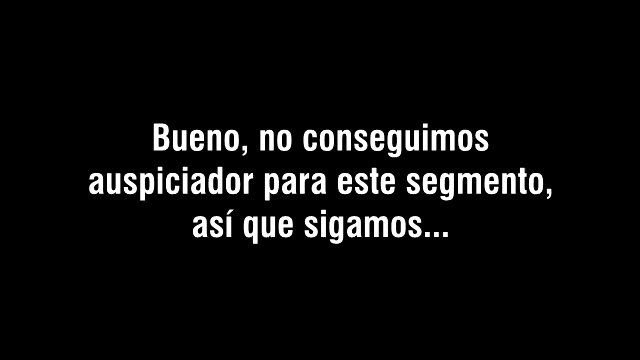 Bueno, no conseguimos
auspiciador para este segmento,
así que sigamos...